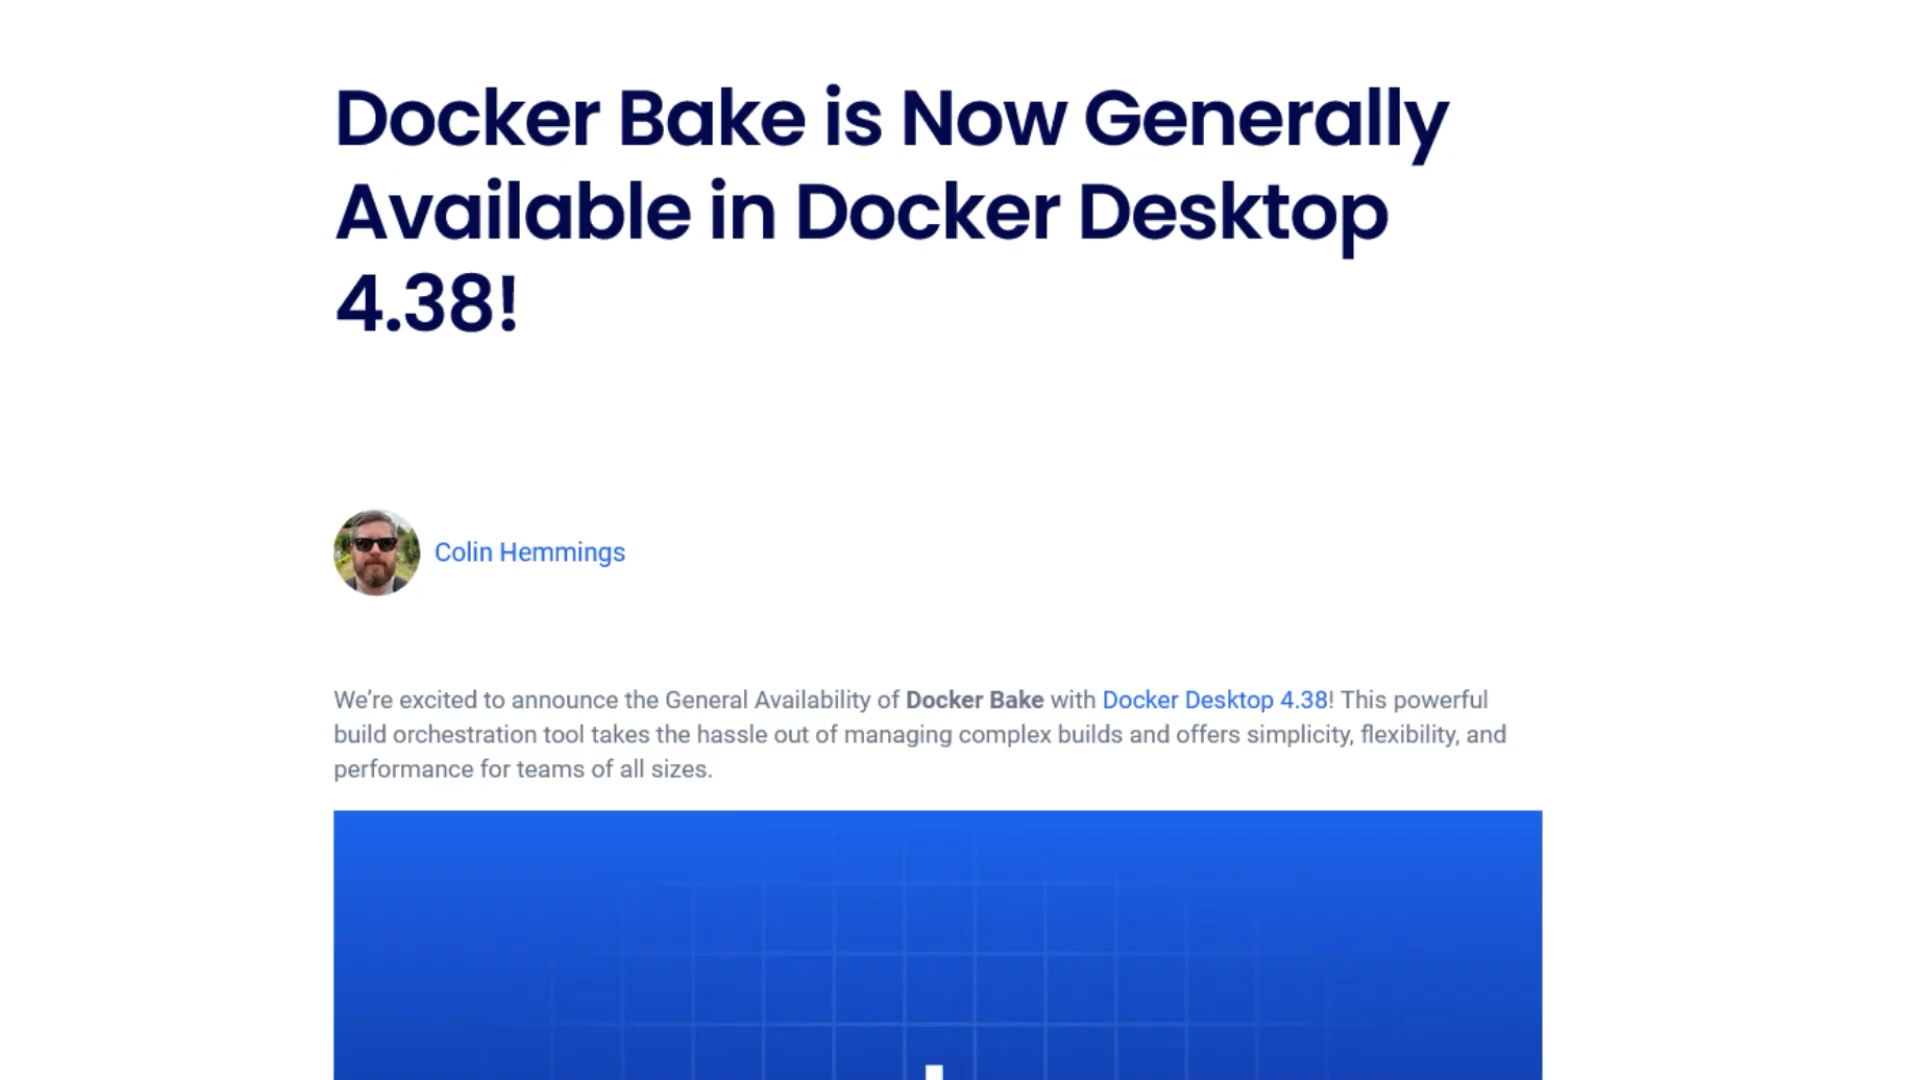 Docker Bake is Now Generally
Available in Docker Desktop
4.38!
Colin Hemmings
We’re excited to announce the General Availability of Docker Bake with Docker Desktop 4.38! This powerful
build orchestration tool takes the hassle out of managing complex builds and offers simplicity, flexibility, and
performance for teams of all sizes.